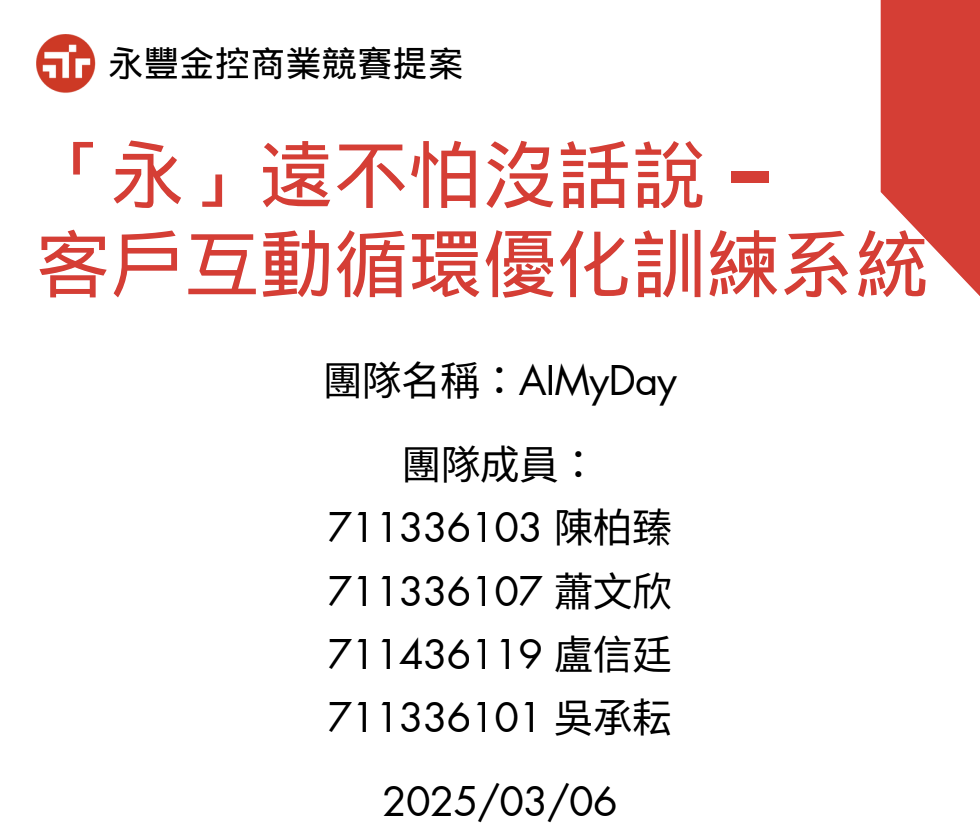 永豐金控商業競賽提案
「永」遠不怕沒話說 –
客戶互動循環優化訓練系統
團隊名稱：AIMyDay
團隊成員：
711336103 陳柏臻
711336107 蕭文欣
711436119 盧信廷
711336101 吳承耘
2025/03/06